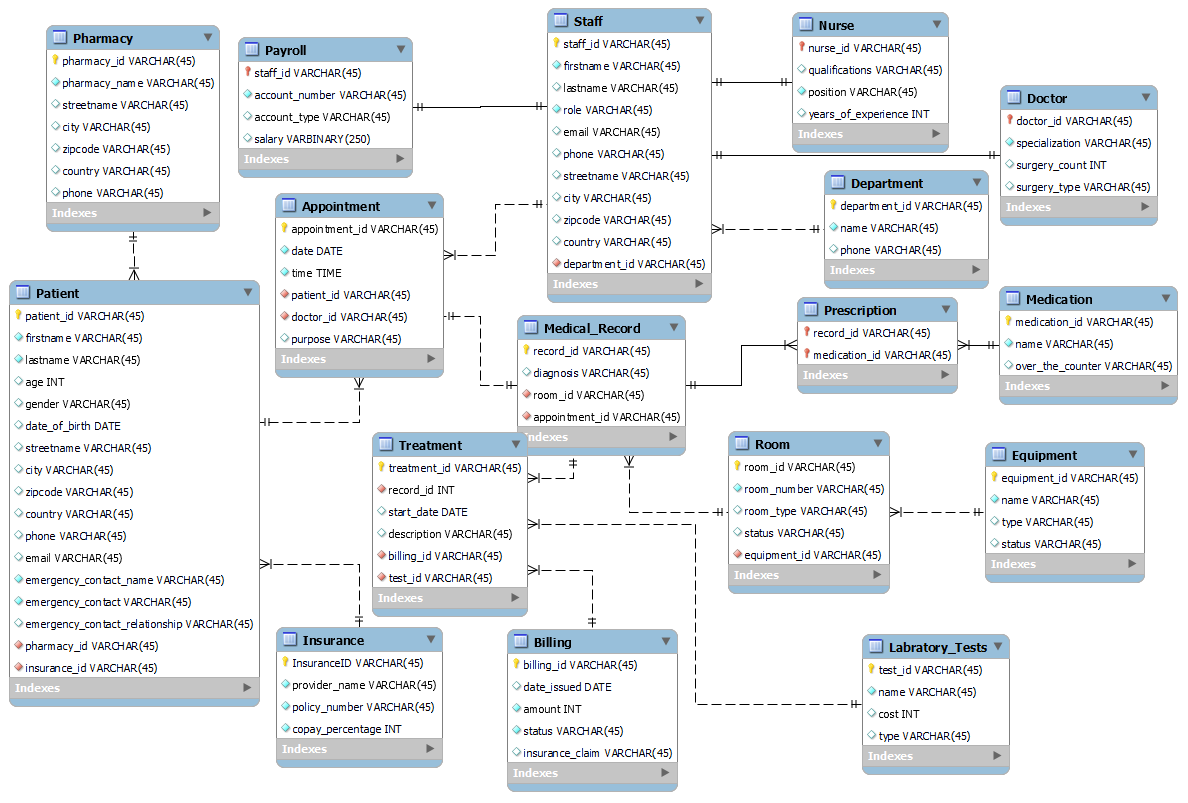 Pharmacy
pharmacy_id VARCHAR(45)
pharmacy_name VARCHAR(45)
streetname VARCHAR(45)
city VARCHAR(45)
zipcode VARCHAR(45)
country VARCHAR(45)
phone VARCHAR(45)
Indexes
Payroll
staff_id VARCHAR(45)
account_number VARCHAR(45)
account_type VARCHAR(45)
salary VARBINARY(250)
Indexes
Staff
staff_id VARCHAR(45)
firstname VARCHAR(45)
lastname VARCHAR(45)
role VARCHAR(45)
email VARCHAR(45)
phone VARCHAR(45)
streetname VARCHAR(45)
city VARCHAR(45)
zipcode VARCHAR(45)
country VARCHAR(45)
department_id VARCHAR(45)
Indexes
Nurse
nurse_id VARCHAR(45)
qualifications VARCHAR(45)
position VARCHAR(45)
years_of_experience INT
Indexes
Doctor
doctor_id VARCHAR(45)
specialization VARCHAR(45)
surgery_count INT
surgery_type VARCHAR(45)
Indexes
Department
department_id VARCHAR(45)
name VARCHAR(45)
phone VARCHAR(45)
Indexes
Appointment
appointment_id VARCHAR(45)
date DATE
time TIME
patient_id VARCHAR(45)
doctor_id VARCHAR(45)
purpose VARCHAR(45)
Indexes
Patient
patient_id VARCHAR(45)
firstname VARCHAR(45)
lastname VARCHAR(45)
age INT
gender VARCHAR(45)
date_of_birth DATE
streetname VARCHAR(45)
city VARCHAR(45)
zipcode VARCHAR(45)
country VARCHAR(45)
phone VARCHAR(45)
email VARCHAR(45)
emergency_contact_name VARCHAR(45)
emergency_contact VARCHAR(45)
emergency_contact_relationship VARCHAR(45)
pharmacy_id VARCHAR(45)
insurance_id VARCHAR(45)
Indexes
Medical_Record
record_id VARCHAR(45)
diagnosis VARCHAR(45)
room_id VARCHAR(45)
appointment_id VARCHAR(45)
Indexes
Prescription
record_id VARCHAR(45)
medication_id VARCHAR(45)
Indexes
Medication
medication_id VARCHAR(45)
name VARCHAR(45)
over_the_counter VARCHAR(45)
Indexes
Treatment
treatment_id VARCHAR(45)
record_id INT
start_date DATE
description VARCHAR(45)
billing_id VARCHAR(45)
test_id VARCHAR(45)
Indexes
Room
room_id VARCHAR(45)
room_number VARCHAR(45)
room_type VARCHAR(45)
status VARCHAR(45)
equipment_id VARCHAR(45)
Indexes
Equipment
equipment_id VARCHAR(45)
name VARCHAR(45)
type VARCHAR(45)
status VARCHAR(45)
Indexes
Insurance
InsuranceID VARCHAR(45)
provider_name VARCHAR(45)
policy_number VARCHAR(45)
copay_percentage INT
Indexes
Billing
billing_id VARCHAR(45)
date_issued DATE
amount INT
status VARCHAR(45)
insurance_claim VARCHAR(45)
Indexes
Labratory_Tests
test_id VARCHAR(45)
name VARCHAR(45)
cost INT
type VARCHAR(45)
Indexes